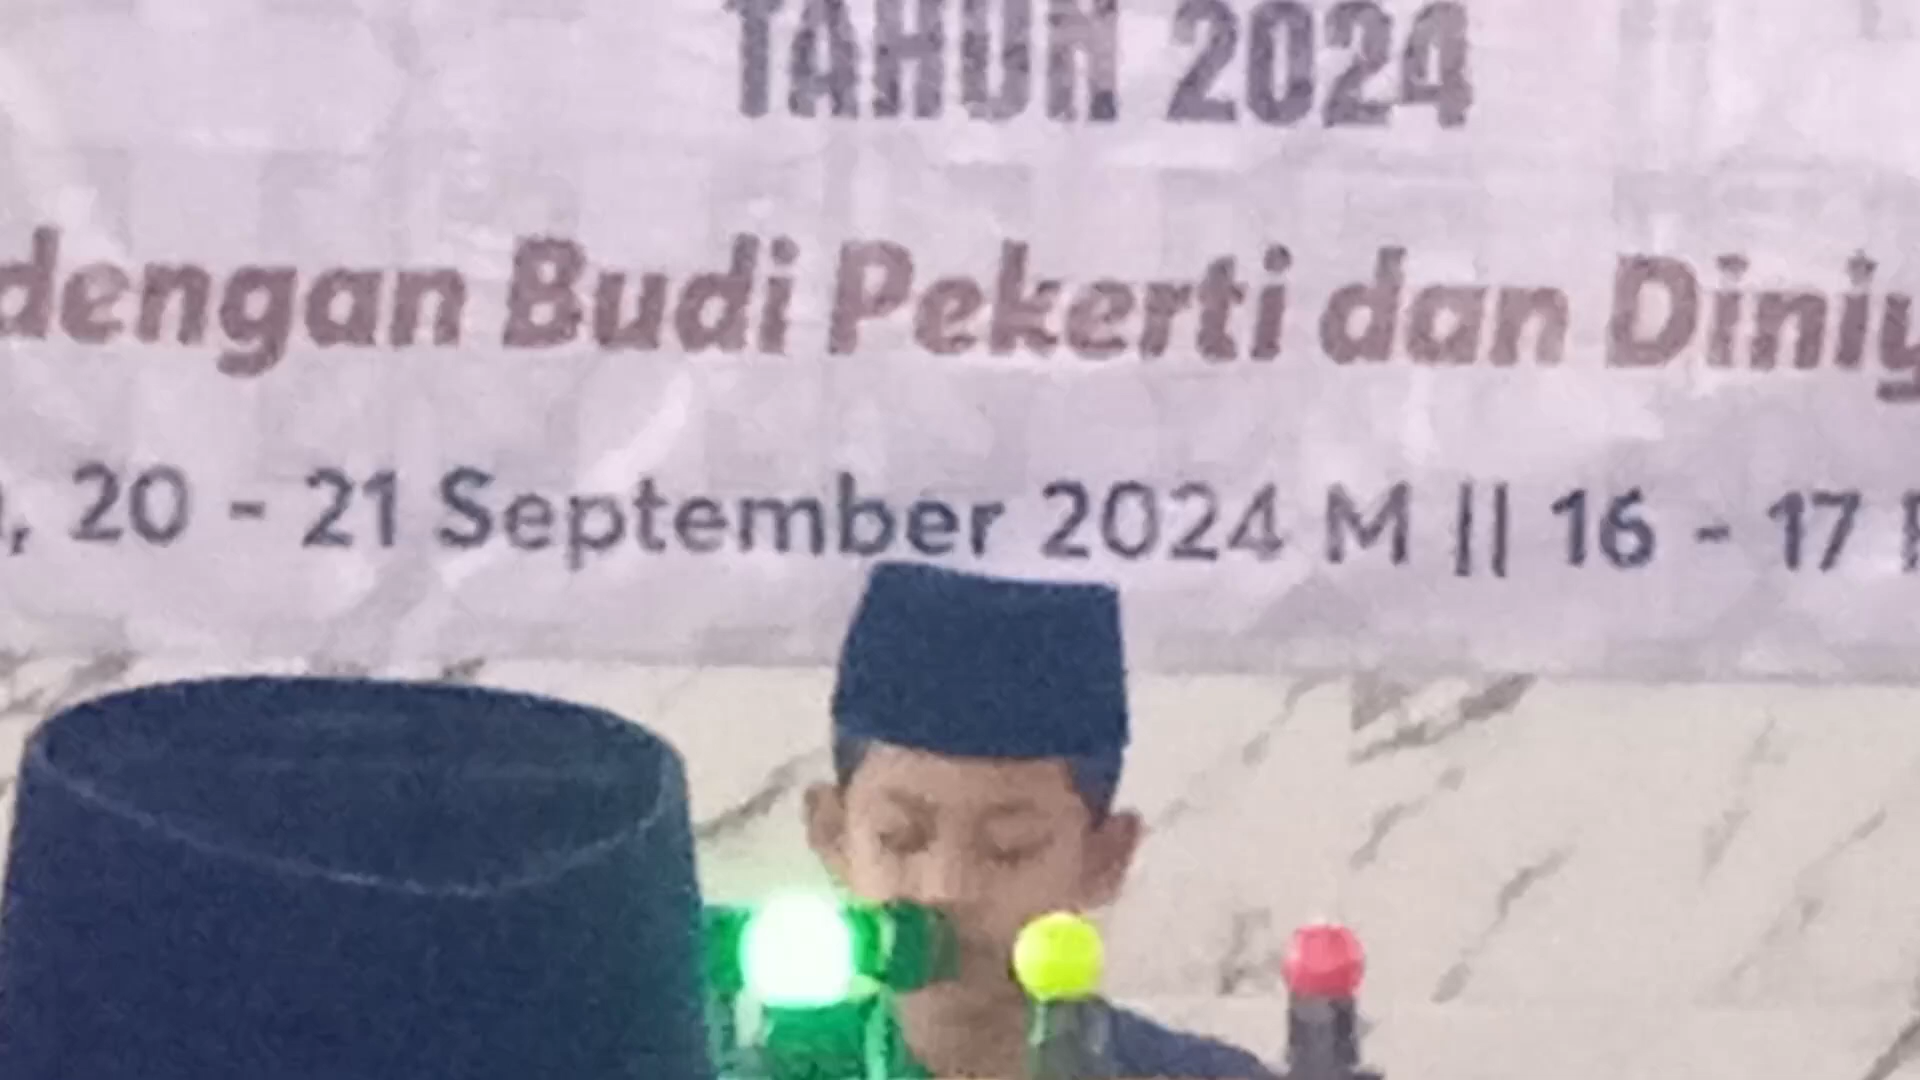 TAHUN 2024
dengan Budi Pekerti dan Diniy
, 20 - 21 September 2024 M || 16 - 17